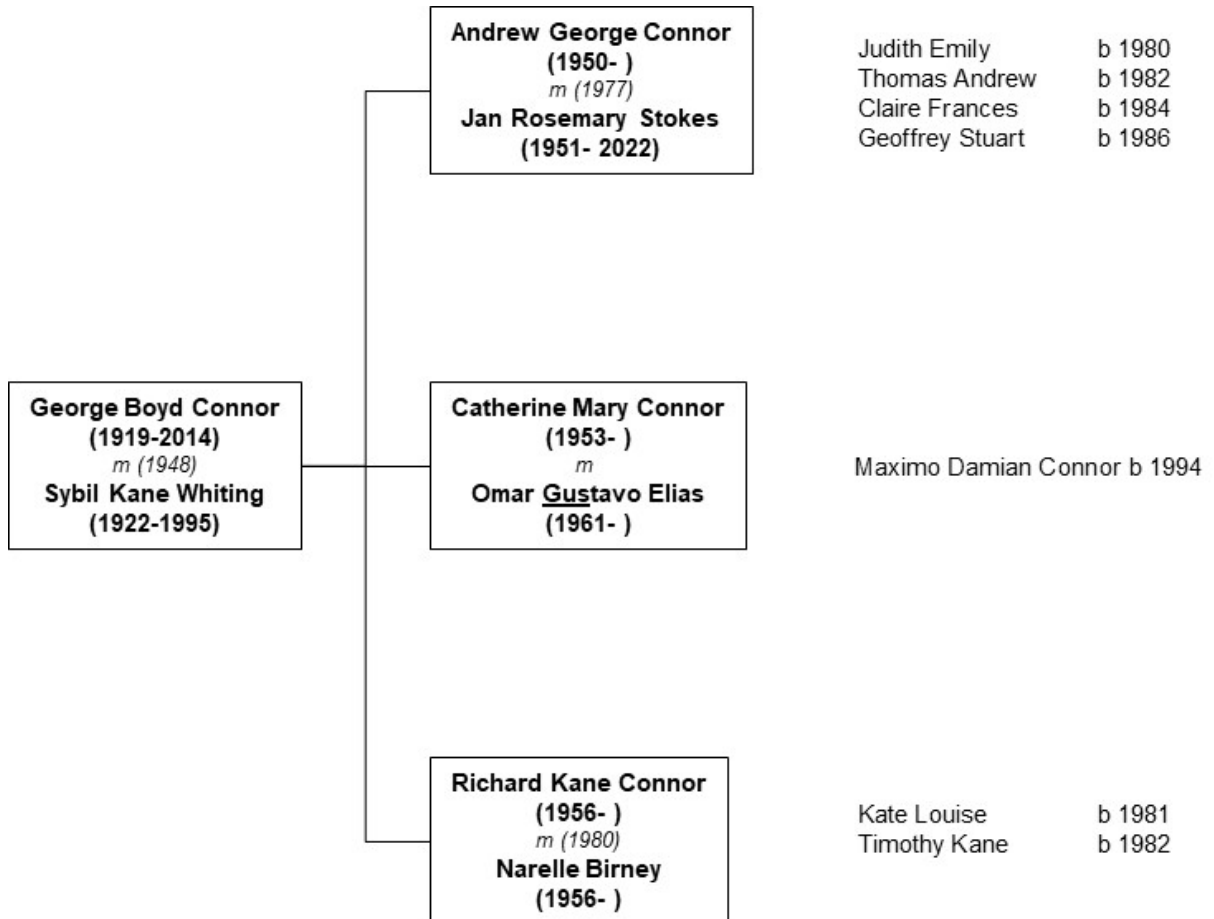 Andrew George Connor
(1950- )
m (1977)
Jan Rosemary Stokes
(1951- 2022)
Judith Emily b 1980
Thomas Andrew b 1982
Claire Frances b 1984
Geoffrey Stuart b 1986
George Boyd Connor
(1919-2014)
m (1948)
Sybil Kane Whiting
(1922-1995)
Catherine Mary Connor
(1953- )
m
Omar Gustavo Elias
(1961- )
Maximo Damian Connor b 1994
Richard Kane Connor
(1956- )
m (1980)
Narelle Birney
(1956- )
Kate Louise b 1981
Timothy Kane b 1982